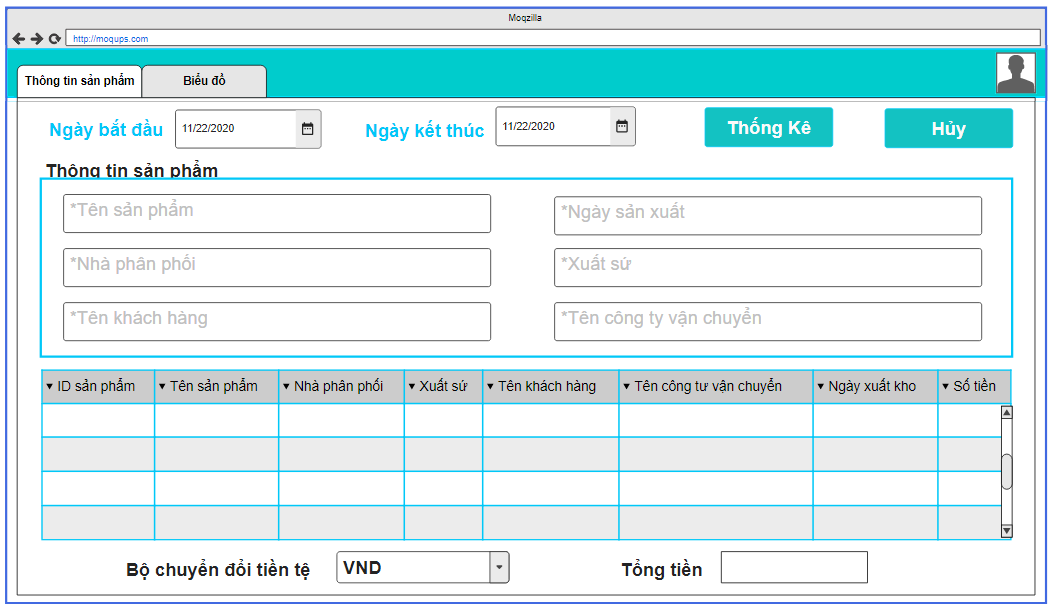 Moqzilla
http://moqups.com
Thông tin sản phẩm Biểu đồ
Ngày bắt đầu 11/22/2020 Ngày kết thúc 11/22/2020 Thống Kê Hủy
Thông tin sản phẩm
*Tên sản phẩm *Ngày sản xuất
*Nhà phân phối *Xuất sứ
*Tên khách hàng *Tên công ty vận chuyển
ID sản phẩm Tên sản phẩm Nhà phân phối Xuất sứ Tên khách hàng Tên công tư vận chuyển Ngày xuất kho Số tiền
Bộ chuyển đổi tiền tệ VND Tổng tiền